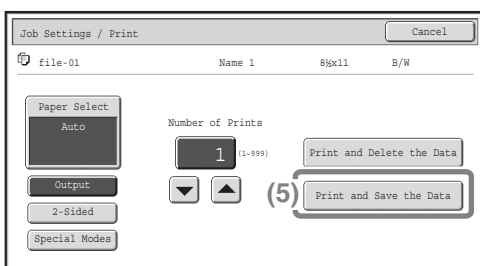 Job Settings / Print
Cancel
file-01 Name 1 8½x11 B/W
Paper Select
Auto
Number of Prints
1 (1~999)
Print and Delete the Data
Output
(5) Print and Save the Data
2-Sided
Special Modes